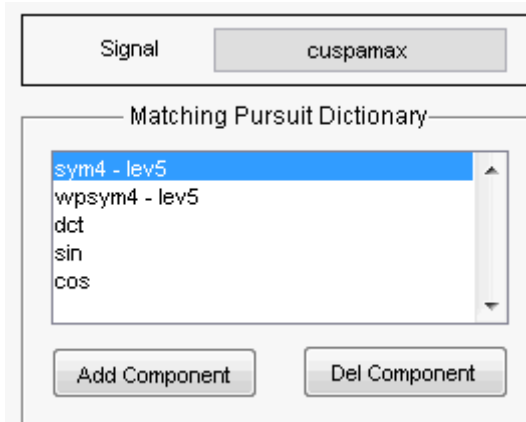 Signal cuspamax
Matching Pursuit Dictionary
sym4 - lev5
wpsym4 - lev5
dct
sin
cos
Add Component Del Component